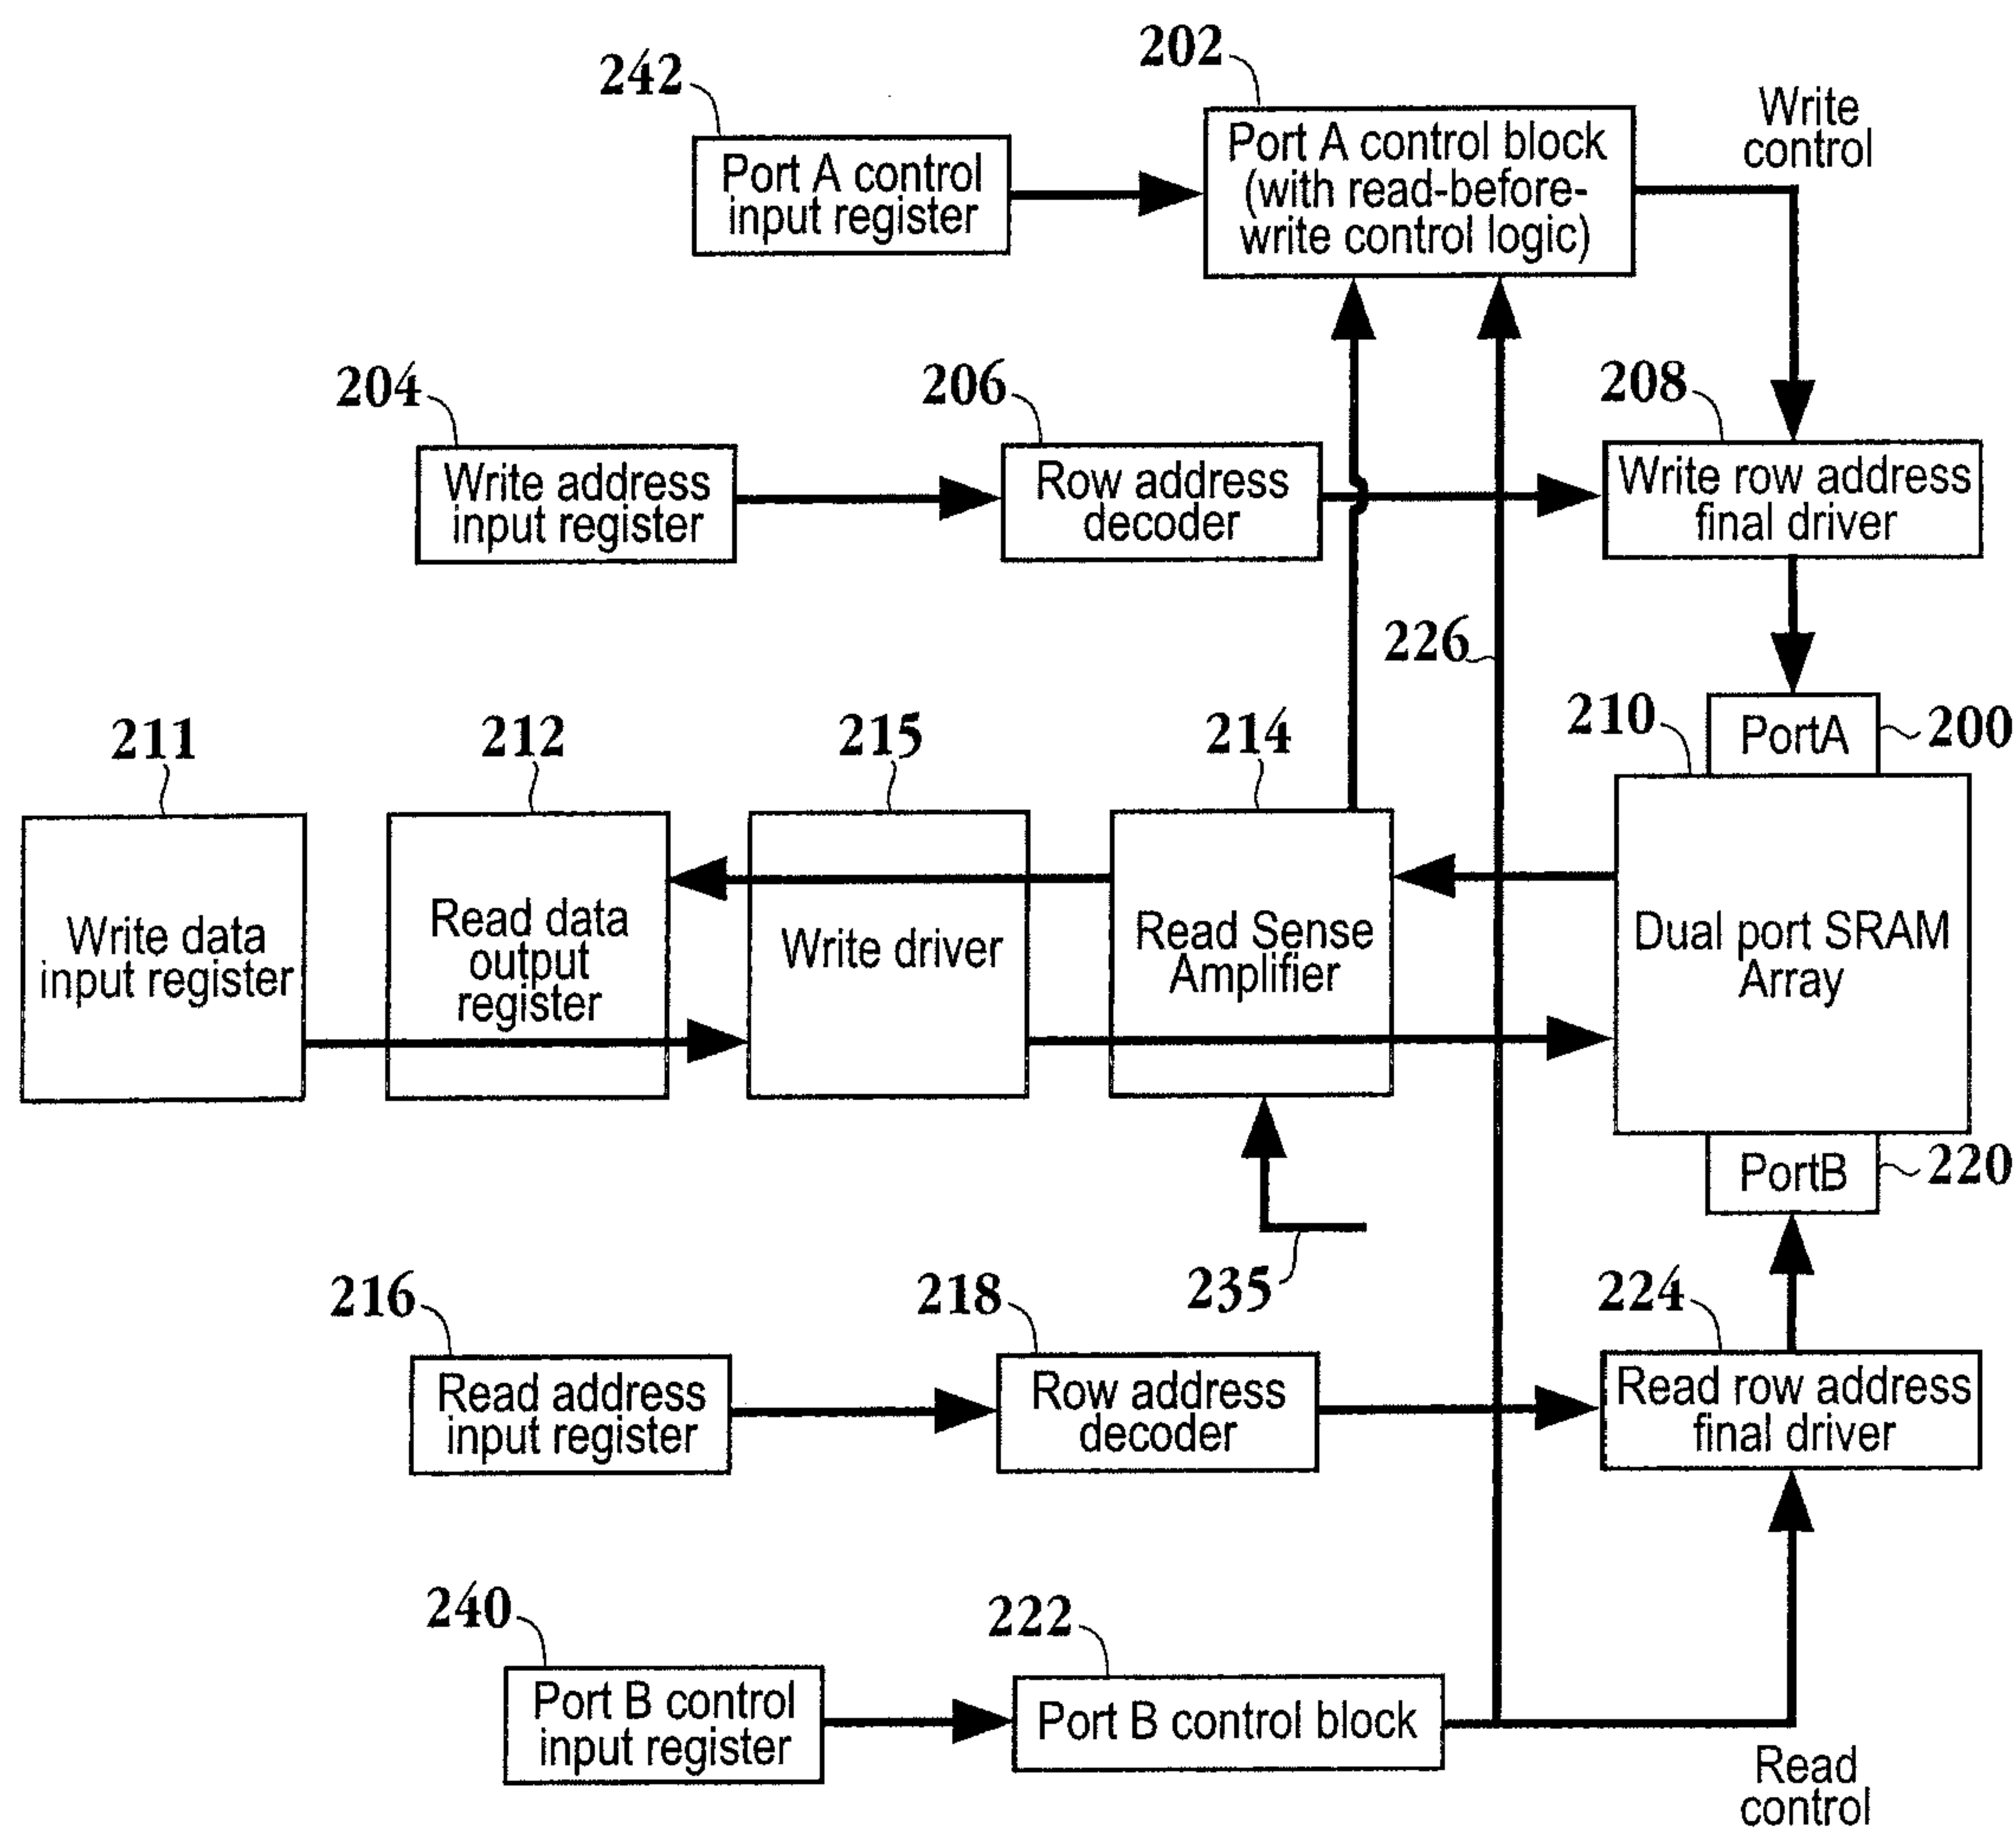 202
242
Write
control
Port A control
input register
Port A control block
(with read-before-
write control logic)
204
206
208
Write address
input register
Row address
decoder
Write row address
final driver
226
211
212
215
214
210
PortA
200
Write data
input register
Read data
output
register
Write driver
Read Sense
Amplifier
Dual port SRAM
Array
PortB
220
235
216
218
224
Read address
input register
Row address
decoder
Read row address
final driver
240
222
Port B control
input register
Port B control block
Read
control